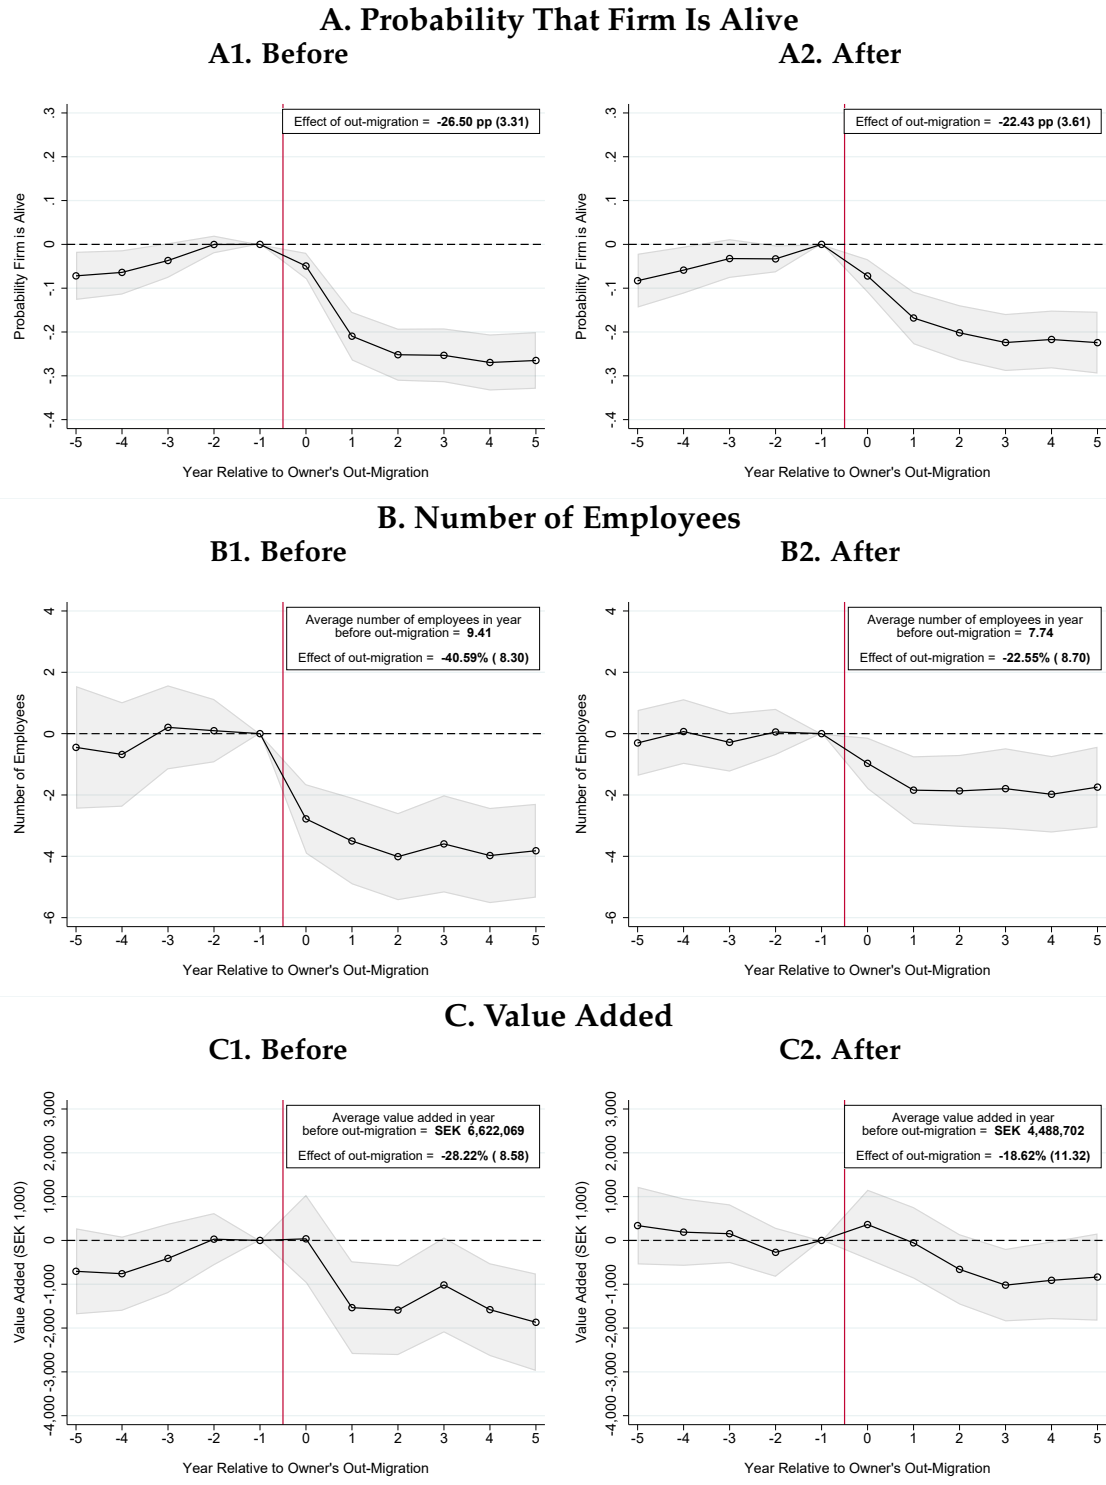 A. Probability That Firm Is Alive
A1. Before
A2. After
Effect of out-migration = -26.50 pp (3.31)
Probability Firm is Alive
.3
.2
.1
0
-.1
-.2
-.3
-.4
-5 -4 -3 -2 -1 0 1 2 3 4 5
Year Relative to Owner's Out-Migration
Effect of out-migration = -22.43 pp (3.61)
Probability Firm is Alive
.3
.2
.1
0
-.1
-.2
-.3
-.4
-5 -4 -3 -2 -1 0 1 2 3 4 5
Year Relative to Owner's Out-Migration
B. Number of Employees
B1. Before
B2. After
Average number of employees in year
before out-migration = 9.41
Effect of out-migration = -40.59% ( 8.30)
Number of Employees
4
2
0
-2
-4
-6
-5 -4 -3 -2 -1 0 1 2 3 4 5
Year Relative to Owner's Out-Migration
Average number of employees in year
before out-migration = 7.74
Effect of out-migration = -22.55% ( 8.70)
Number of Employees
4
2
0
-2
-4
-6
-5 -4 -3 -2 -1 0 1 2 3 4 5
Year Relative to Owner's Out-Migration
C. Value Added
C1. Before
C2. After
Average value added in year
before out-migration = SEK 6,622,069
Effect of out-migration = -28.22% ( 8.58)
Value Added (SEK 1,000)
3,000
2,000
1,000
0
-1,000
-2,000
-3,000
-4,000
-5 -4 -3 -2 -1 0 1 2 3 4 5
Year Relative to Owner's Out-Migration
Average value added in year
before out-migration = SEK 4,488,702
Effect of out-migration = -18.62% (11.32)
Value Added (SEK 1,000)
3,000
2,000
1,000
0
-1,000
-2,000
-3,000
-4,000
-5 -4 -3 -2 -1 0 1 2 3 4 5
Year Relative to Owner's Out-Migration